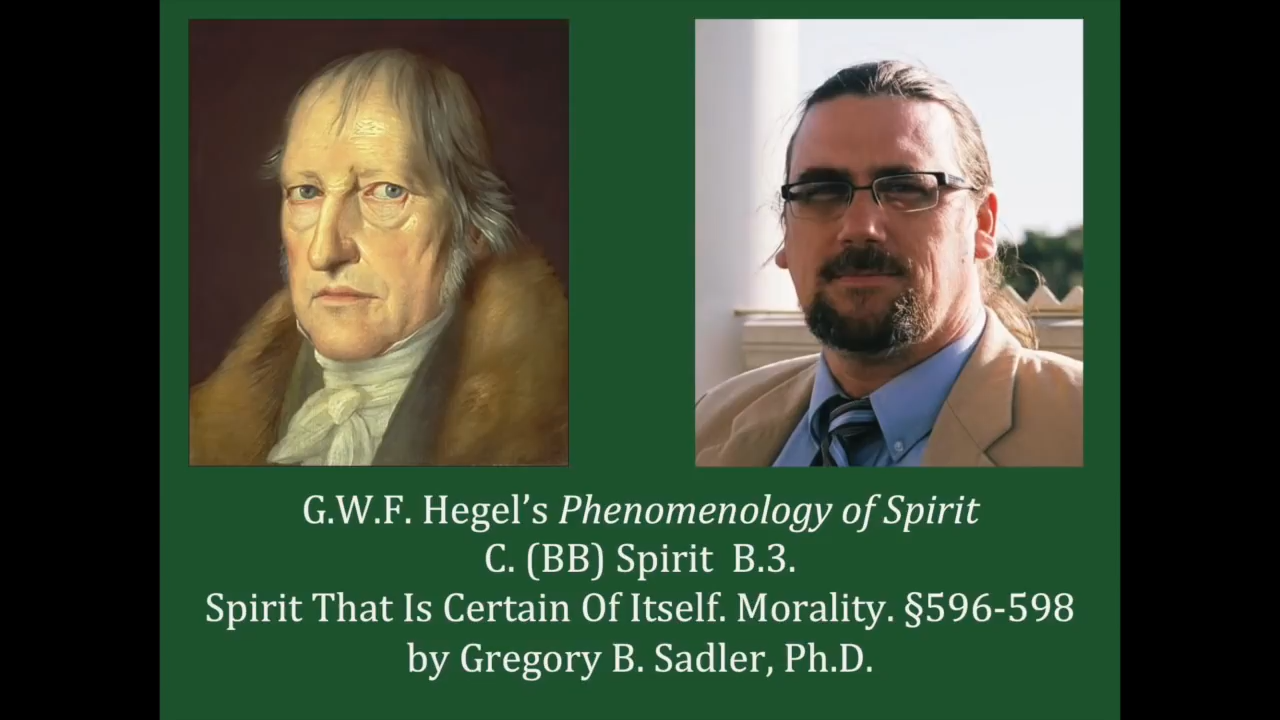 G.W.F. Hegel’s Phenomenology of Spirit
C. (BB) Spirit B.3.
Spirit That Is Certain Of Itself. Morality. §596-598
by Gregory B. Sadler, Ph.D.